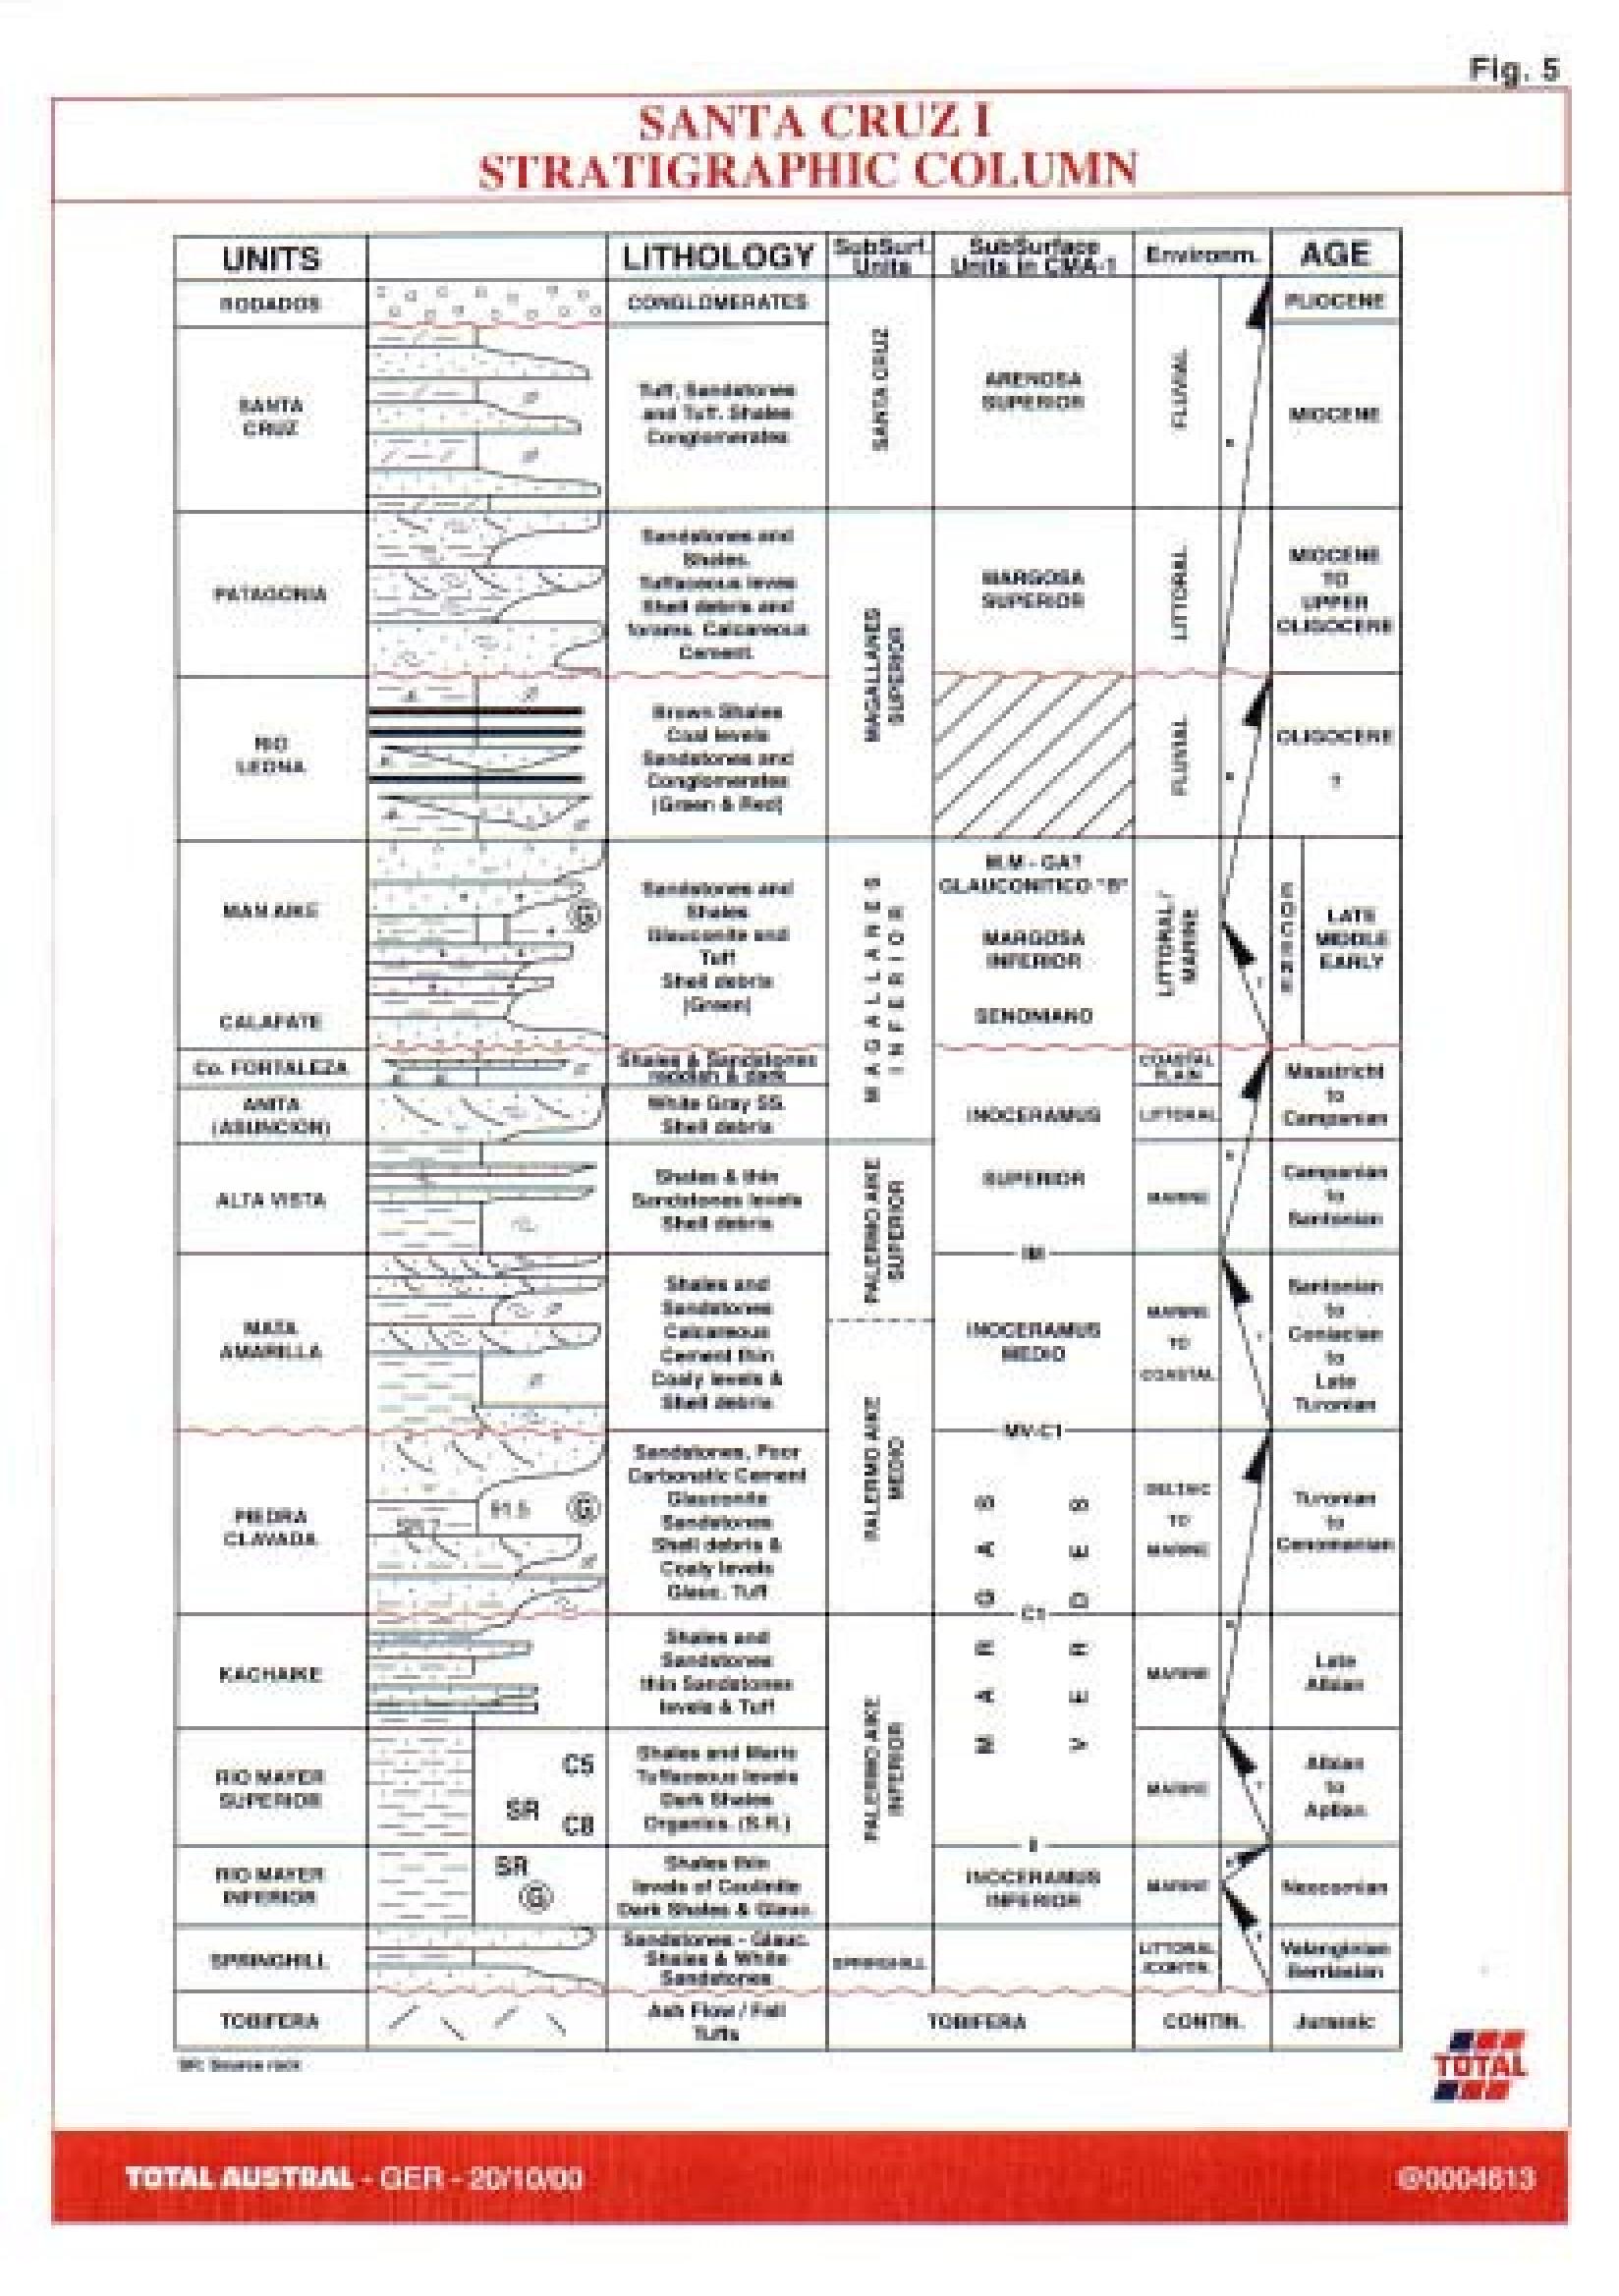 Fig. 5
SANTA CRUZ I
STRATIGRAPHIC COLUMN
UNITS
LITHOLOGY
SubSurf.
Units
SubSurface
Units in CMA-1
Environm.
AGE
RODADOS
CONGLOMERATES
PLIOCENE
SANTA
CRUZ
Tuff, Sandstones
and Tuff. Shales
Conglomerates
SANTA CRUZ
ARENOSA
SUPERIOR
FLUVIAL
MIOCENE
PATAGONIA
Sandstones and
Shales.
Tuffaceous leves
Shell debris and
forams. Calcareous
Cement.
MAGALLANES
SUPERIOR
MARGOSA
SUPERIOR
LITTORAL
MIOCENE
TO
UPPER
OLIGOCENE
RIO
LEONA
Brown Shales
Coal levels
Sandstones and
Conglomerates
(Green & Red)
FLUVIAL
OLIGOCENE
?
MAN AIKE
CALAFATE
Sandstones and
Shales
Glauconite and
Tuff
Shell debris
(Green)
MAGALLANES
INFERIOR
GLAUCONITICO "B"
MARGOSA
INFERIOR
SENONIANO
LITTORAL/
MARINE
LATE
MIDDLE
EARLY
Co. FORTALEZA
Shales & Sandstones
reddish & dark
COASTAL
PLAIN
Maastricht
to
Campanian
ANITA
(ASUNCION)
White Gray SS.
Shell debris
INOCERAMUS
SUPERIOR
LITTORAL
ALTA VISTA
Shales & thin
Sandstones levels
Shell debris
PALERMO AIKE
SUPERIOR
MARINE
Campanian
to
Santonian
IM
MATA
AMARILLA
Shales and
Sandstones
Calcareous
Cement thin
Coaly levels &
Shell debris
INOCERAMUS
MEDIO
MARINE
TO
COASTAL
Santonian
to
Coniacian
to
Late
Turonian
MV-C1
PIEDRA
CLAVADA
G
Sandstones, Poor
Carbonatic Cement
Glauconite
Sandstones
Shell debris &
Coaly levels
Glauc. Tuff
PALERMO AIKE
MEDIO
MARGAS
VERDES
DELTAIC
TO
MARINE
Turonian
to
Cenomanian
C1
KACHAIKE
Shales and
Sandstones
thin Sandstones
levels & Tuff
MARINE
Late
Albian
RIO MAYER
SUPERIOR
C5
SR
C8
Shales and Marls
Tuffaceous levels
Dark Shales
Organics. (S.R.)
PALERMO AIKE
INFERIOR
MARINE
Albian
to
Aptian
I
RIO MAYER
INFERIOR
SR
G
Shales thin
levels of Caolinite
Dark Shales & Glauc.
INOCERAMUS
INFERIOR
MARINE
Neocomian
SPRINGHILL
Sandstones - Glauc.
Shales & White
Sandstones
SPRINGHILL
LITTORAL
/CONTIN.
Valanginian
Berriasian
TOBIFERA
Ash Flow / Fall
Tuffs
TOBIFERA
CONTIN.
Jurassic
SR: Source rock
TOTAL
TOTAL AUSTRAL - GER - 20/10/00
@0004613